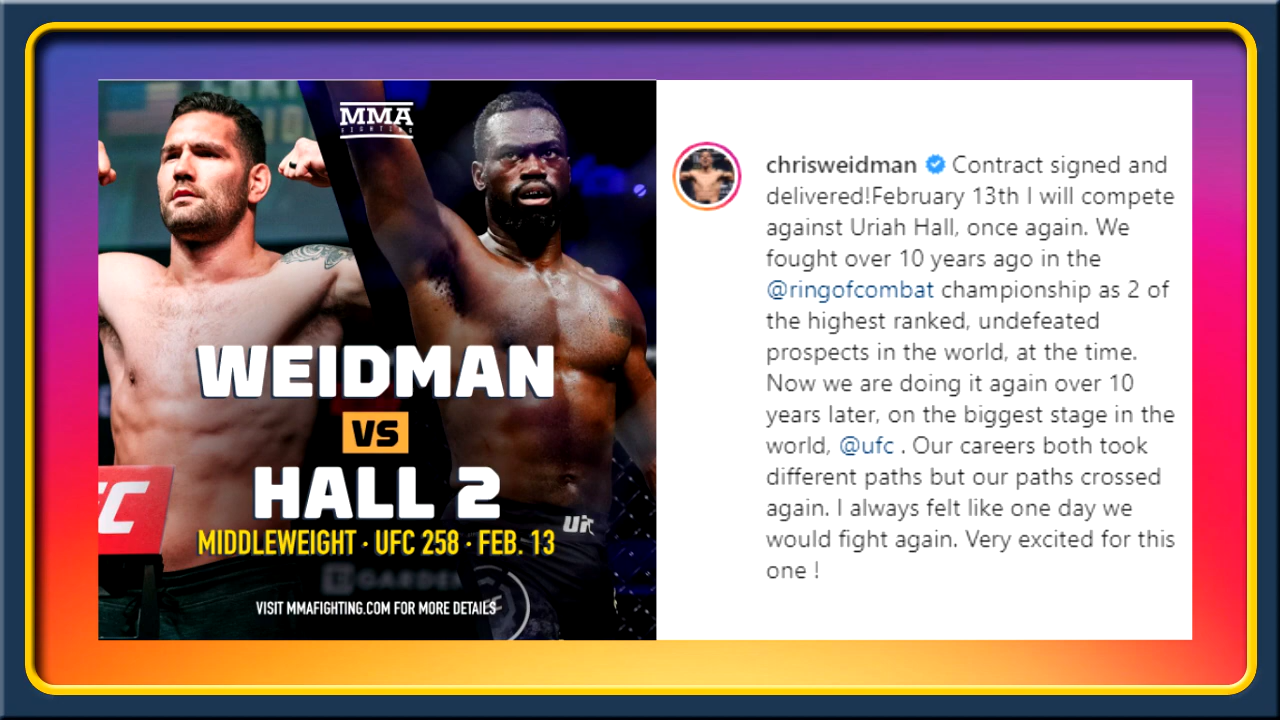 MMA
FIGHTING
WEIDMAN
VS
HALL 2
MIDDLEWEIGHT · UFC 258 · FEB. 13
VISIT MMAFIGHTING.COM FOR MORE DETAILS
chrisweidman Contract signed and
delivered!February 13th I will compete
against Uriah Hall, once again. We
fought over 10 years ago in the
@ringofcombat championship as 2 of
the highest ranked, undefeated
prospects in the world, at the time.
Now we are doing it again over 10
years later, on the biggest stage in the
world, @ufc . Our careers both took
different paths but our paths crossed
again. I always felt like one day we
would fight again. Very excited for this
one !